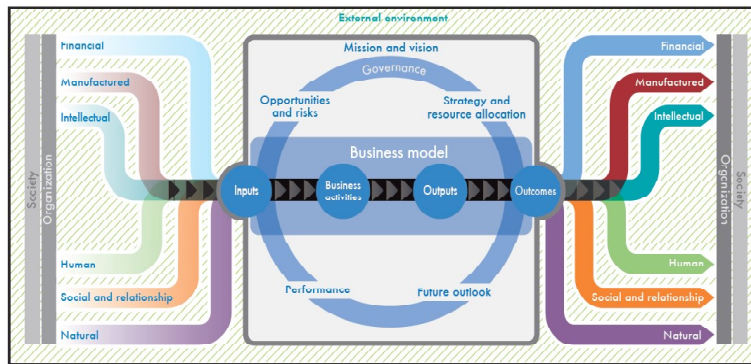 External environment
Financial
Manufactured
Intellectual
Human
Social and relationship
Natural
Society
Organization
Mission and vision
Governance
Opportunities
and risks
Strategy and
resource allocation
Business model
Inputs
Business
activities
Outputs
Outcomes
Performance
Future outlook
Financial
Manufactured
Intellectual
Human
Social and relationship
Natural
Organization
Society